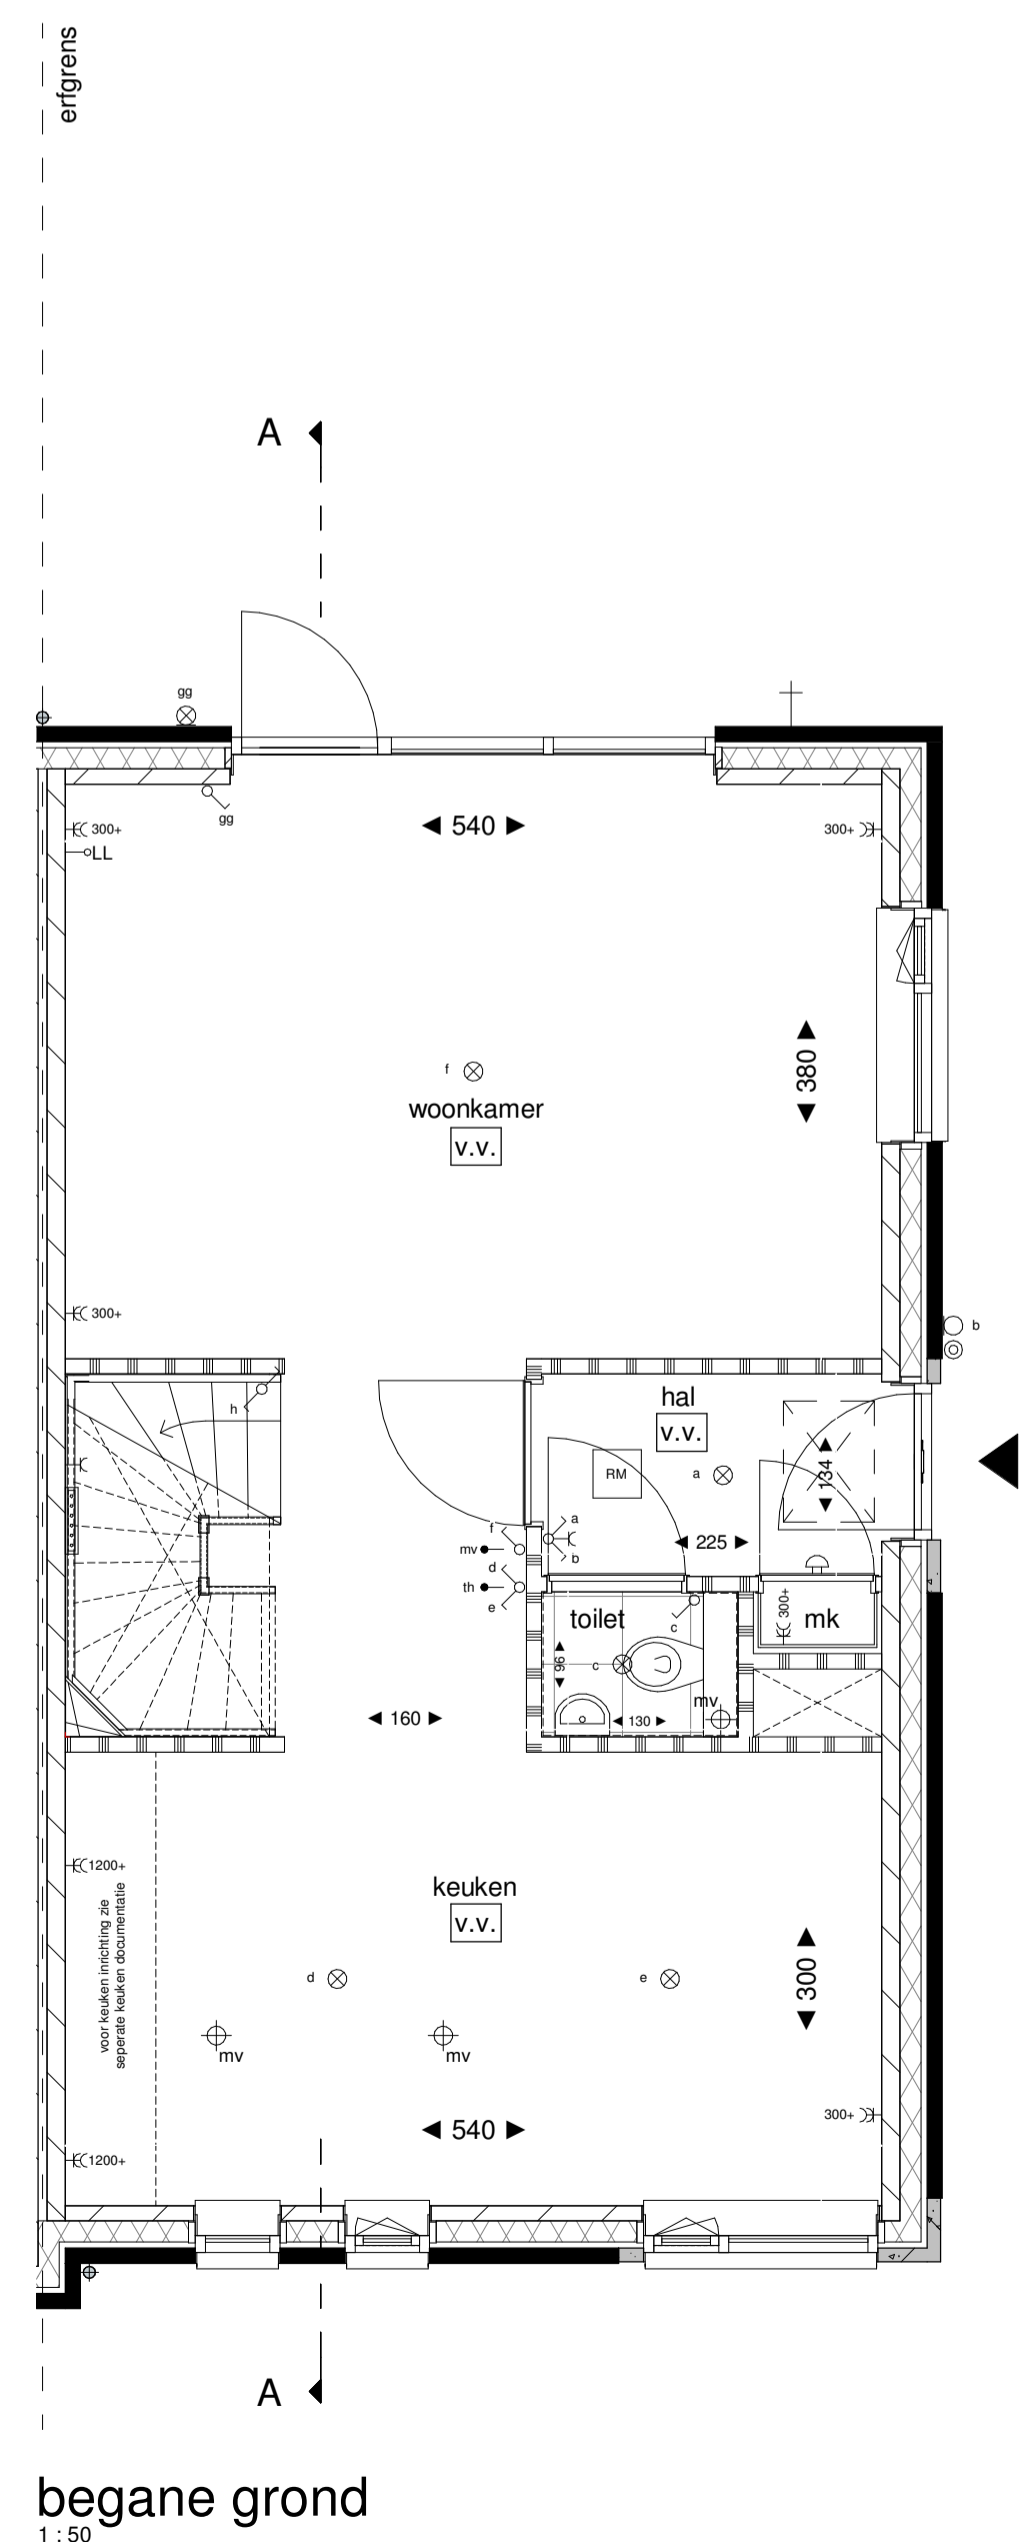 erfgrens
A
gg
gg
540
300+
300+
LL
f
380
woonkamer
v.v.
300+
b
hal
v.v.
h
RM
a
134
f
a
mv
225
d
b
th
300+
e
toilet
mk
c
96
c
mv
160
130
1200+
keuken
v.v.
voor keuken inrichting zie
seperate keuken documentatie
d
e
300
mv
mv
300+
540
1200+
A
begane grond
1 : 50